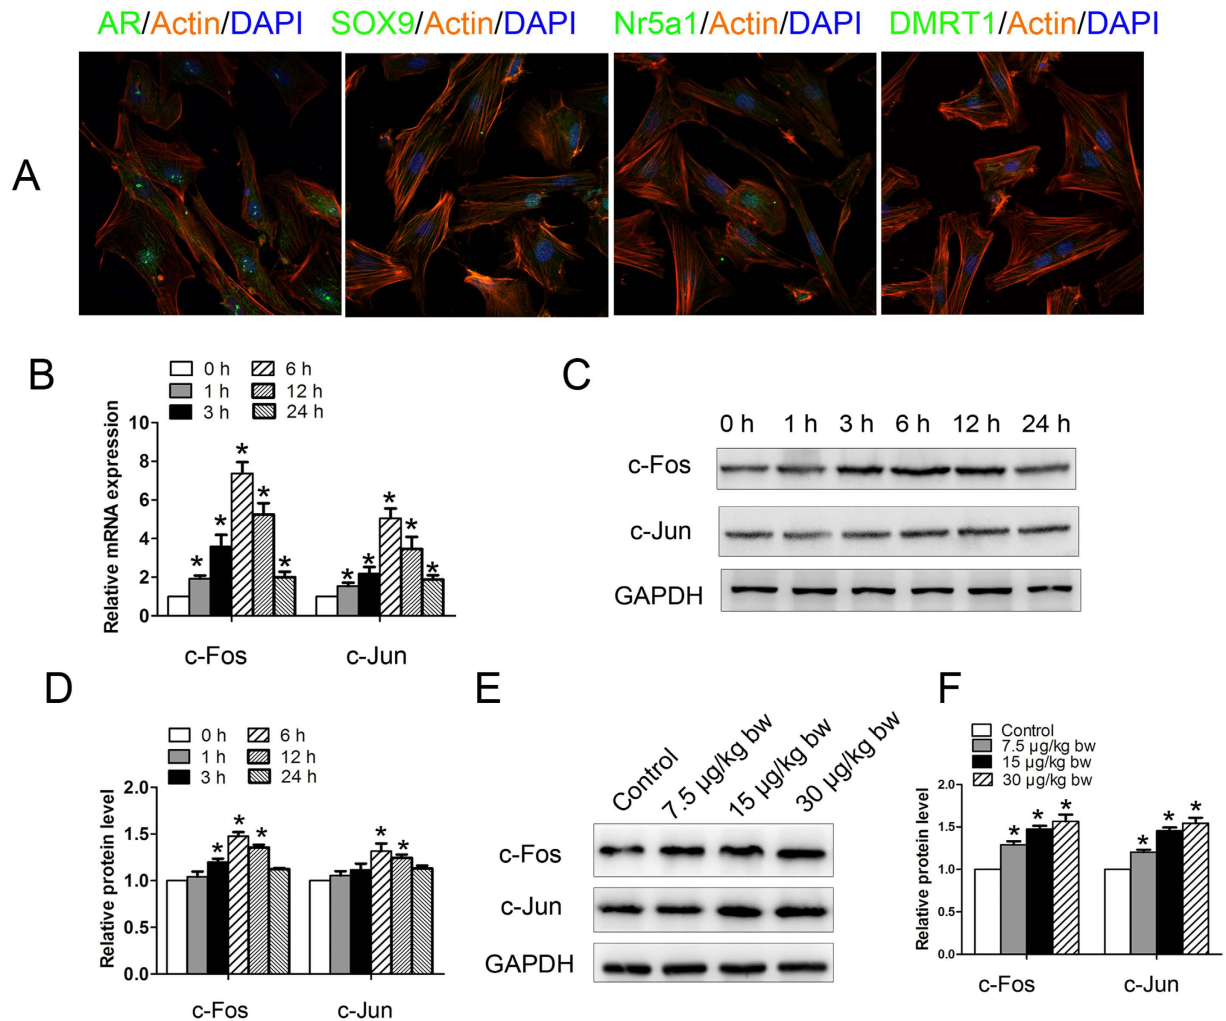 AR/Actin/DAPI SOX9/Actin/DAPI Nr5a1/Actin/DAPI DMRT1/Actin/DAPI
A
B
0 h 6 h
1 h 12 h
3 h 24 h
Relative mRNA expression
10
8
6
4
2
0
* * * * *
* * * * *
c-Fos c-Jun
C
0 h 1 h 3 h 6 h 12 h 24 h
c-Fos
c-Jun
GAPDH
D
0 h 6 h
1 h 12 h
3 h 24 h
Relative protein level
2.0
1.5
1.0
0.5
0.0
* * *
* *
c-Fos c-Jun
E
Control 7.5 µg/kg bw 15 µg/kg bw 30 µg/kg bw
c-Fos
c-Jun
GAPDH
F
Control
7.5 µg/kg bw
15 µg/kg bw
30 µg/kg bw
Relative protein level
2.0
1.5
1.0
0.5
0.0
* * *
* * *
c-Fos c-Jun